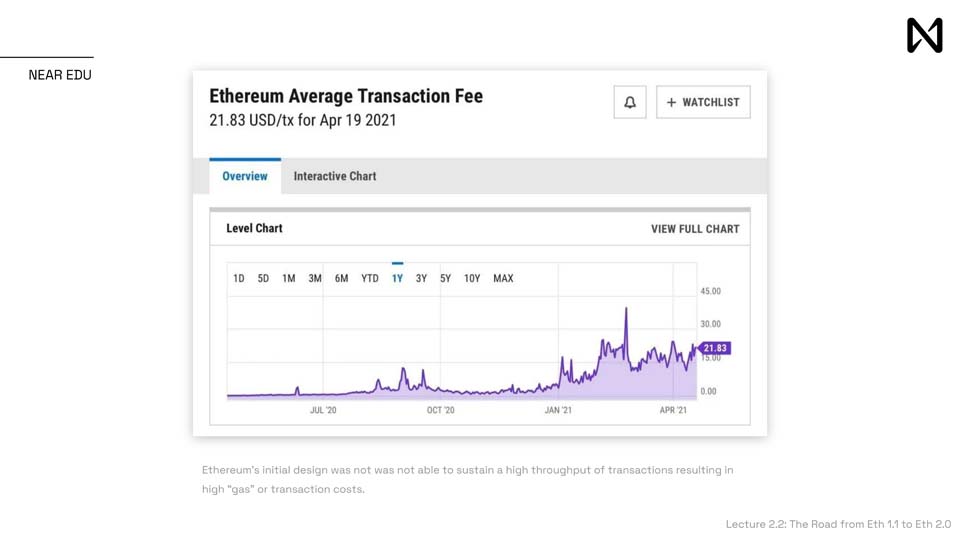 NEAR EDU
Ethereum Average Transaction Fee
21.83 USD/tx for Apr 19 2021
+ WATCHLIST
Overview Interactive Chart
Level Chart VIEW FULL CHART
1D 5D 1M 3M 6M YTD 1Y 3Y 5Y 10Y MAX
45.00
30.00
21.83
15.00
0.00
JUL '20 OCT '20 JAN '21 APR '21
Ethereum's initial design was not was not able to sustain a high throughput of transactions resulting in
high "gas" or transaction costs.
Lecture 2.2: The Road from Eth 1.1 to Eth 2.0